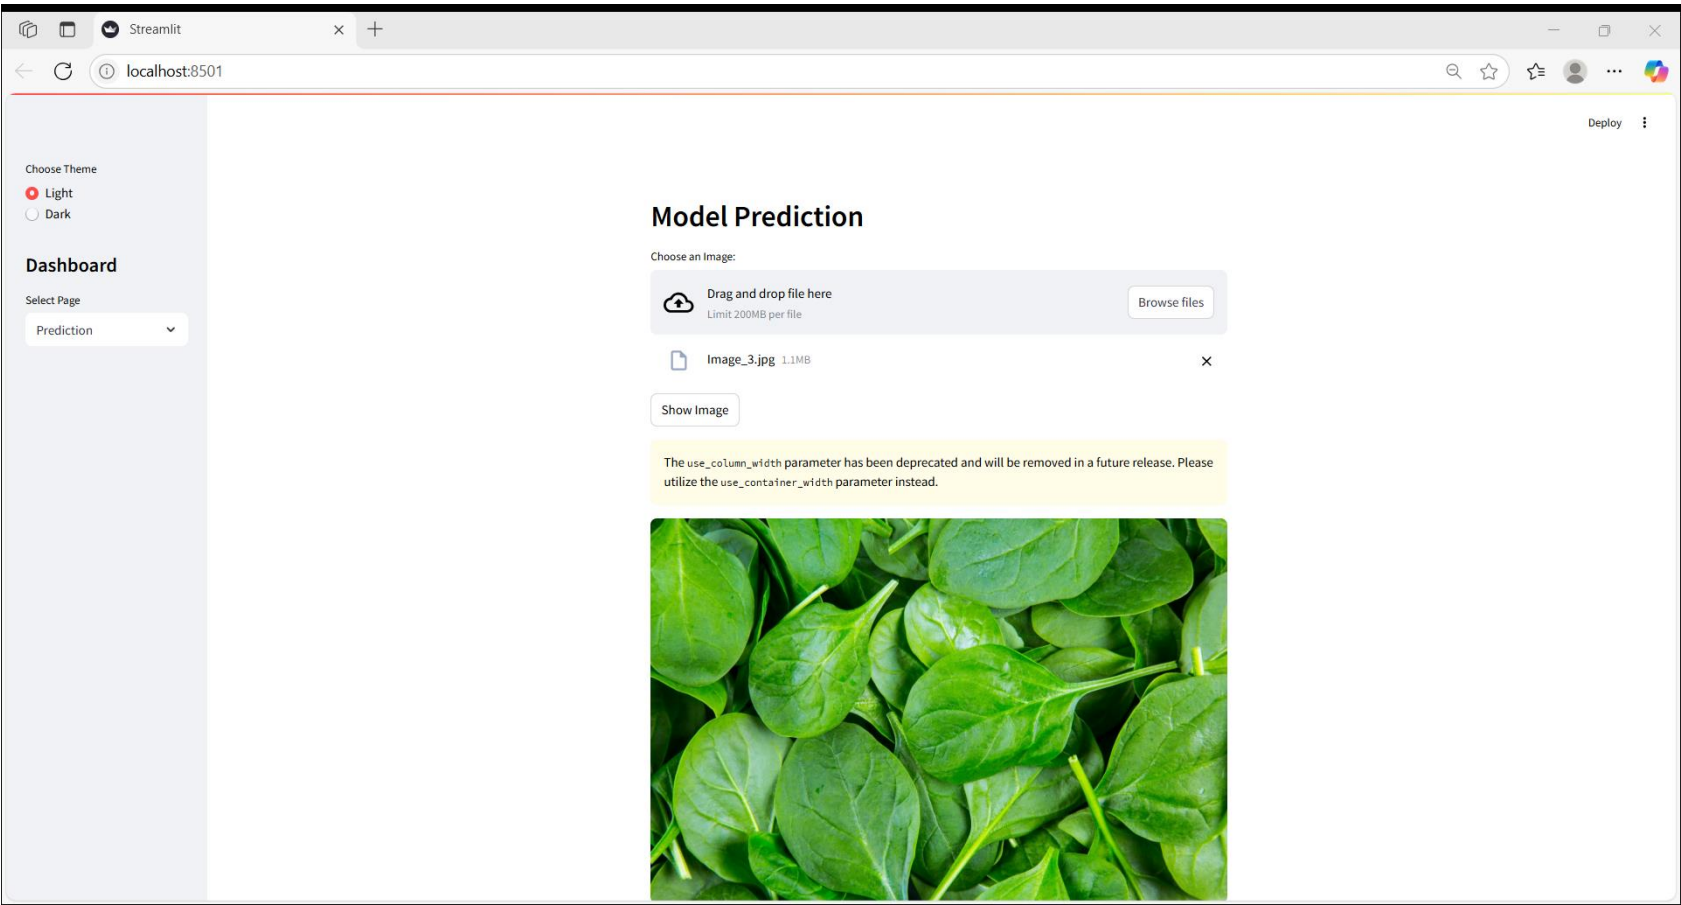 Streamlit
localhost:8501
Deploy
Choose Theme
Light
Dark
Dashboard
Select Page
Prediction
Model Prediction
Choose an Image:
Drag and drop file here
Limit 200MB per file
Browse files
Image_3.jpg 1.1MB
Show Image
The use_column_width parameter has been deprecated and will be removed in a future release. Please
utilize the use_container_width parameter instead.